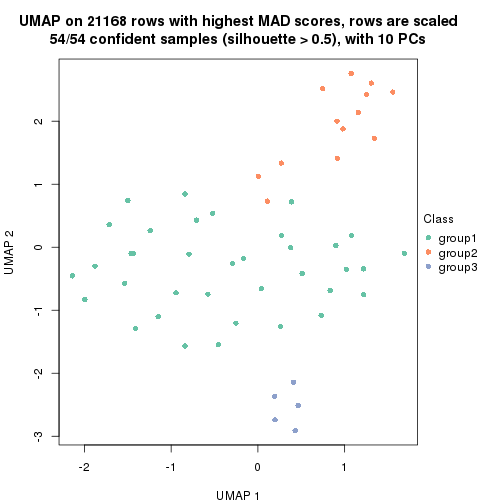 UMAP on 21168 rows with highest MAD scores, rows are scaled
54/54 confident samples (silhouette > 0.5), with 10 PCs
2
1
0
-1
-2
-3
UMAP 2
-2
-1
0
1
UMAP 1
Class
group1
group2
group3